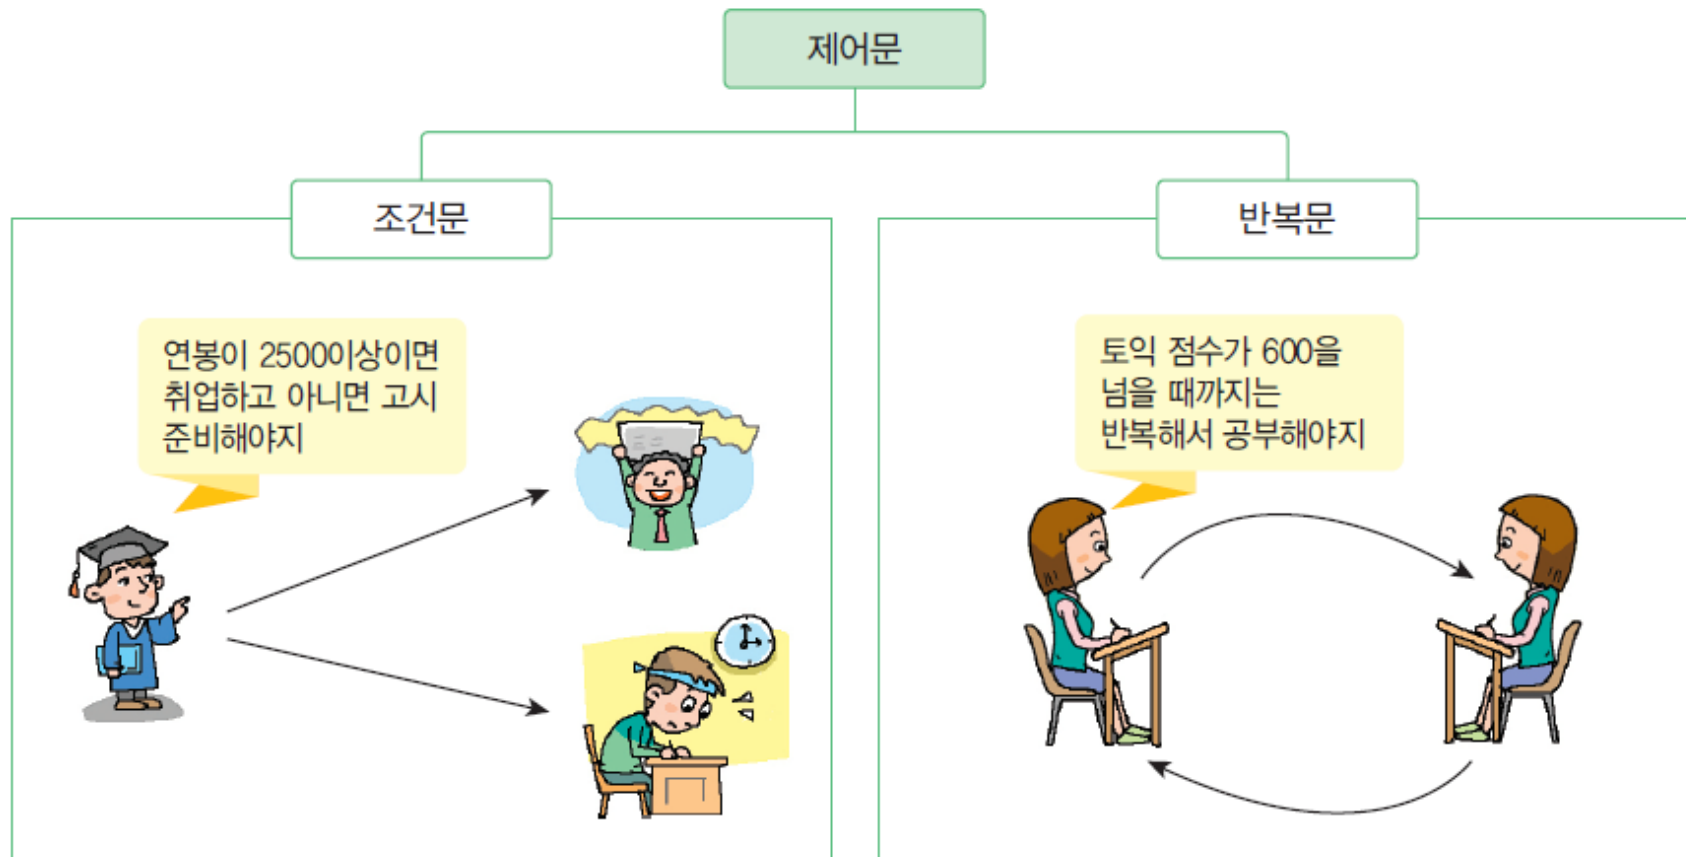 제어문
조건문
반복문
연봉이 2500이상이면
취업하고 아니면 고시
준비해야지
토익 점수가 600을
넘을 때까지는
반복해서 공부해야지